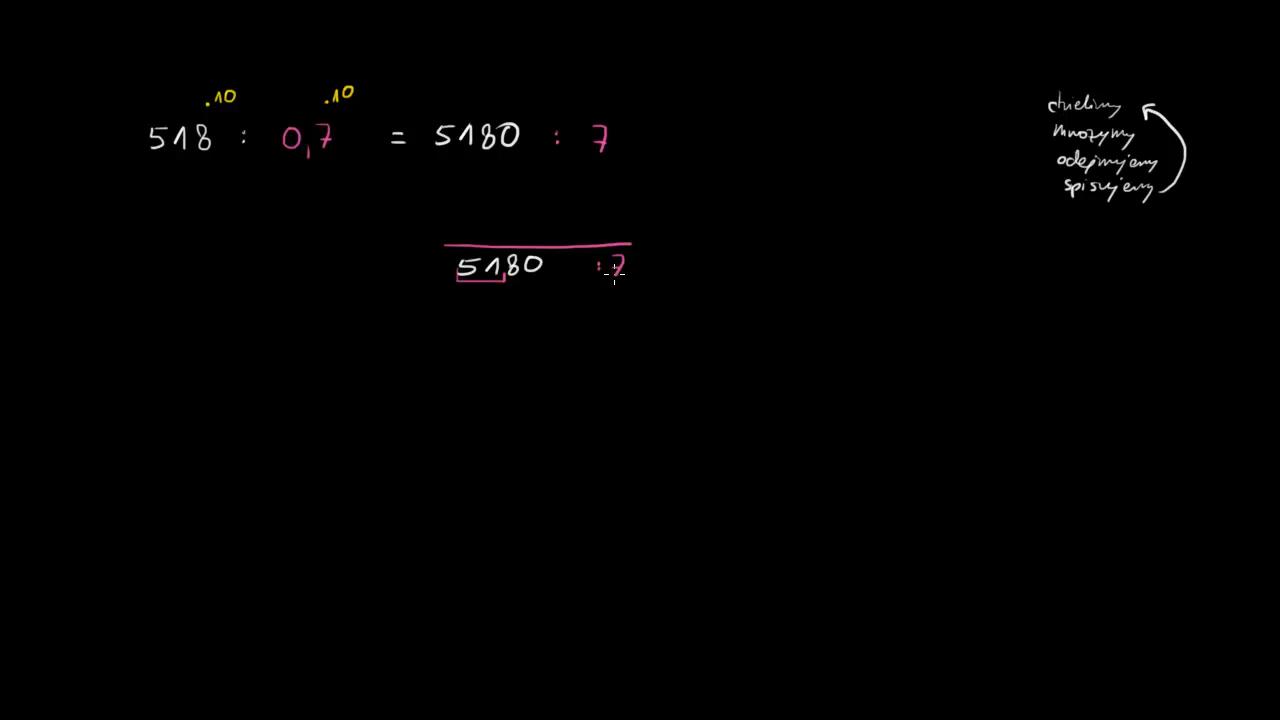 .10 .10
518 : 0,7 = 5180 : 7
5180 : 7
dzielimy
mnożymy
odejmujemy
spisujemy